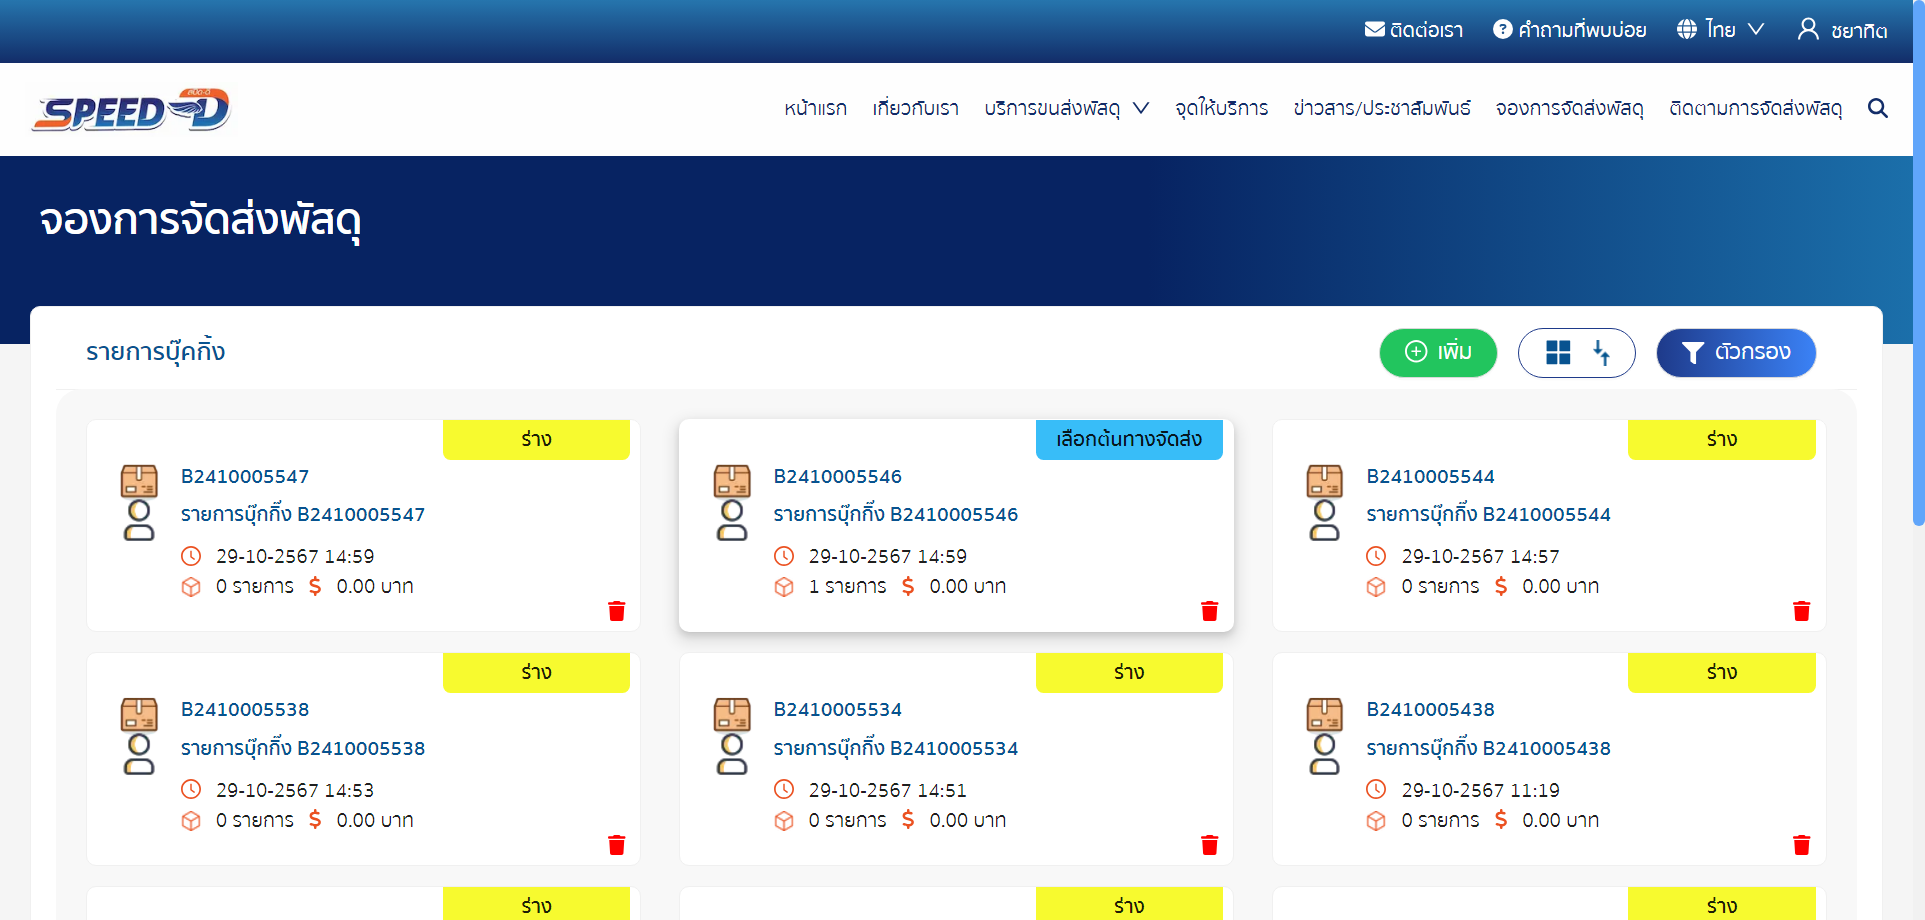 ติดต่อเรา คำถามที่พบบ่อย ไทย ชยาทิต
สปีด-ดี
SPEED-D
หน้าแรก เกี่ยวกับเรา บริการขนส่งพัสดุ จุดให้บริการ ข่าวสาร/ประชาสัมพันธ์ จองการจัดส่งพัสดุ ติดตามการจัดส่งพัสดุ
จองการจัดส่งพัสดุ
รายการบุ๊คกิ้ง เพิ่ม ตัวกรอง
ร่าง
B2410005547
รายการบุ๊กกิ๊ง B2410005547
29-10-2567 14:59
0 รายการ $ 0.00 บาท
เลือกต้นทางจัดส่ง
B2410005546
รายการบุ๊กกิ๊ง B2410005546
29-10-2567 14:59
1 รายการ $ 0.00 บาท
ร่าง
B2410005544
รายการบุ๊กกิ๊ง B2410005544
29-10-2567 14:57
0 รายการ $ 0.00 บาท
ร่าง
B2410005538
รายการบุ๊กกิ๊ง B2410005538
29-10-2567 14:53
0 รายการ $ 0.00 บาท
ร่าง
B2410005534
รายการบุ๊กกิ๊ง B2410005534
29-10-2567 14:51
0 รายการ $ 0.00 บาท
ร่าง
B2410005438
รายการบุ๊กกิ๊ง B2410005438
29-10-2567 11:19
0 รายการ $ 0.00 บาท
ร่าง
ร่าง
ร่าง